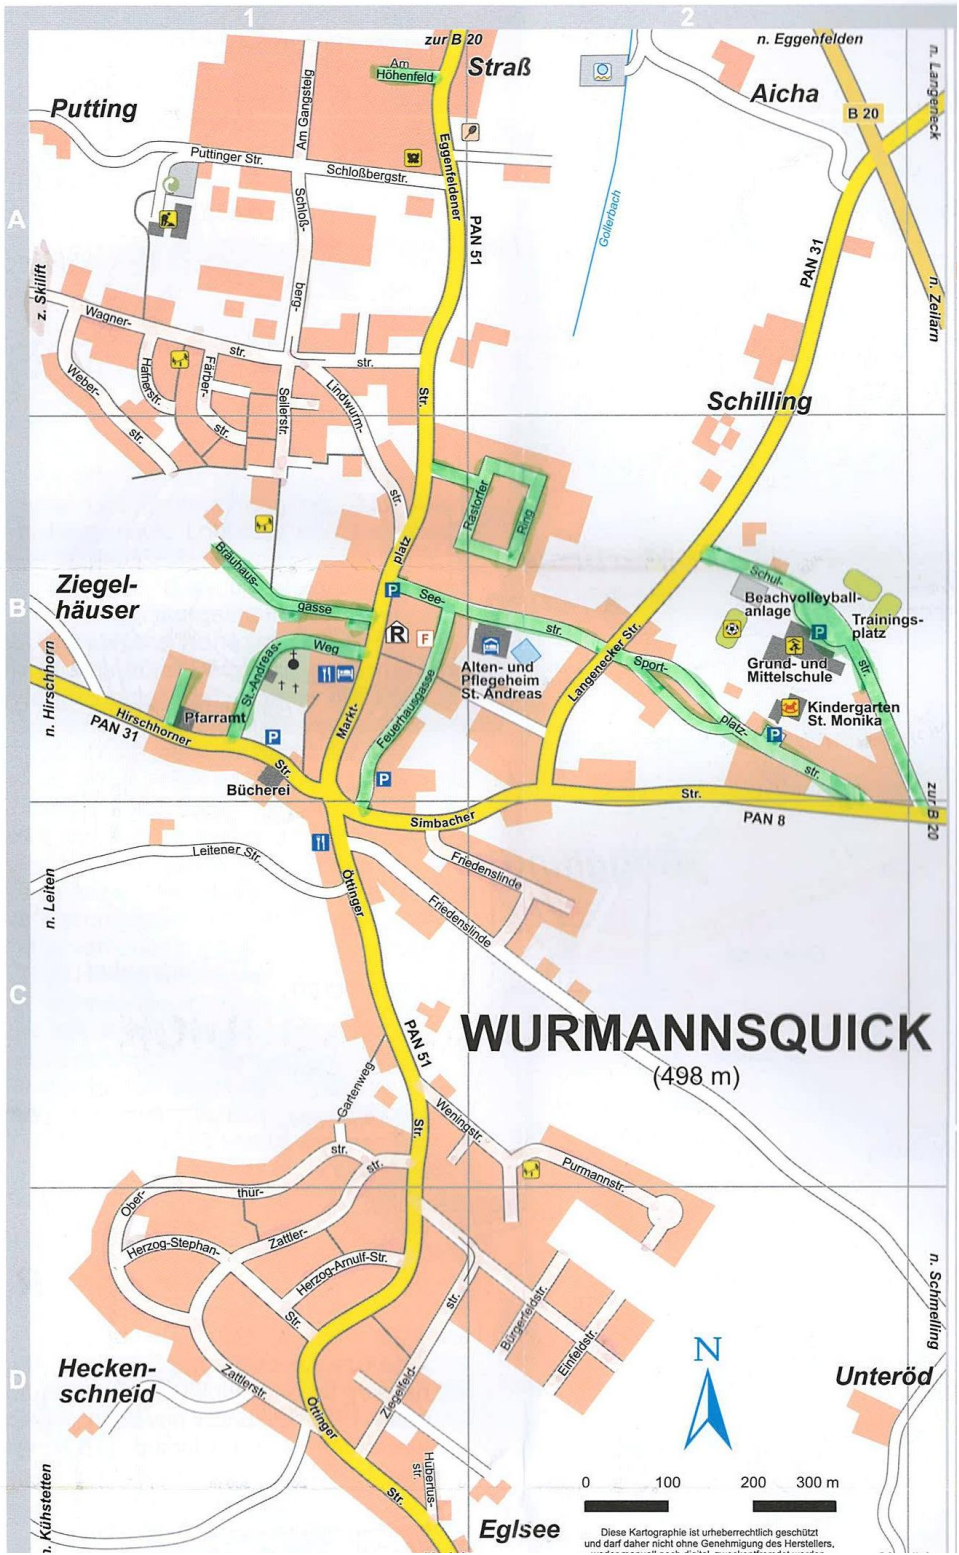 1
2
zur B 20
n. Eggenfelden
n. Langeneck
Straß
Am
Höhenfeld
Putting
Aicha
B 20
Am Gangsteig
Puttinger Str.
Schloßbergstr.
Eggenfeldener
PAN 51
Schloß-
berg-
Gollerbach
A
PAN 31
z. Skilift
n. Zeilarn
Wagner-
str.
str.
Weber-
str.
Hafnerstr.
Färber-
str.
Seilerstr.
Lindwurm-
str.
Str.
Schilling
Rastorfer
Ring
platz
Bräuhaus-
gasse
Ziegel-
häuser
B
P
See-
str.
Schul-
Beachvolleyball-
anlage
Trainings-
platz
P
str.
R
F
Weg
St.-Andreas-
Alten- und
Pflegeheim
St. Andreas
Langenecker Str.
Sport-
platz-
str.
Grund- und
Mittelschule
Kindergarten
St. Monika
P
n. Hirschhorn
PAN 31
Hirschhorner
Str.
Pfarramt
P
Markt-
Feuerhausgasse
P
Bücherei
Simbacher
Str.
PAN 8
zur B 20
Leitener Str.
n. Leiten
Öttinger
Friedenslinde
Friedenslinde
C
WURMANNSQUICK
(498 m)
PAN 51
Gartenweg
Str.
Weningstr.
Purmannstr.
Ober-
thür-
str.
str.
Zattler-
Herzog-Stephan-
Str.
Herzog-Arnulf-Str.
str.
Ziegelfeld-
Bürgerfeldstr.
Einfeldstr.
n. Schmelling
N
D
Hecken-
schneid
Zattlerstr.
Öttinger
Str.
Unteröd
Hubertus-
str.
n. Kühstetten
Eglsee
0 100 200 300 m
Diese Kartographie ist urheberrechtlich geschützt
und darf daher nicht ohne Genehmigung des Herstellers,